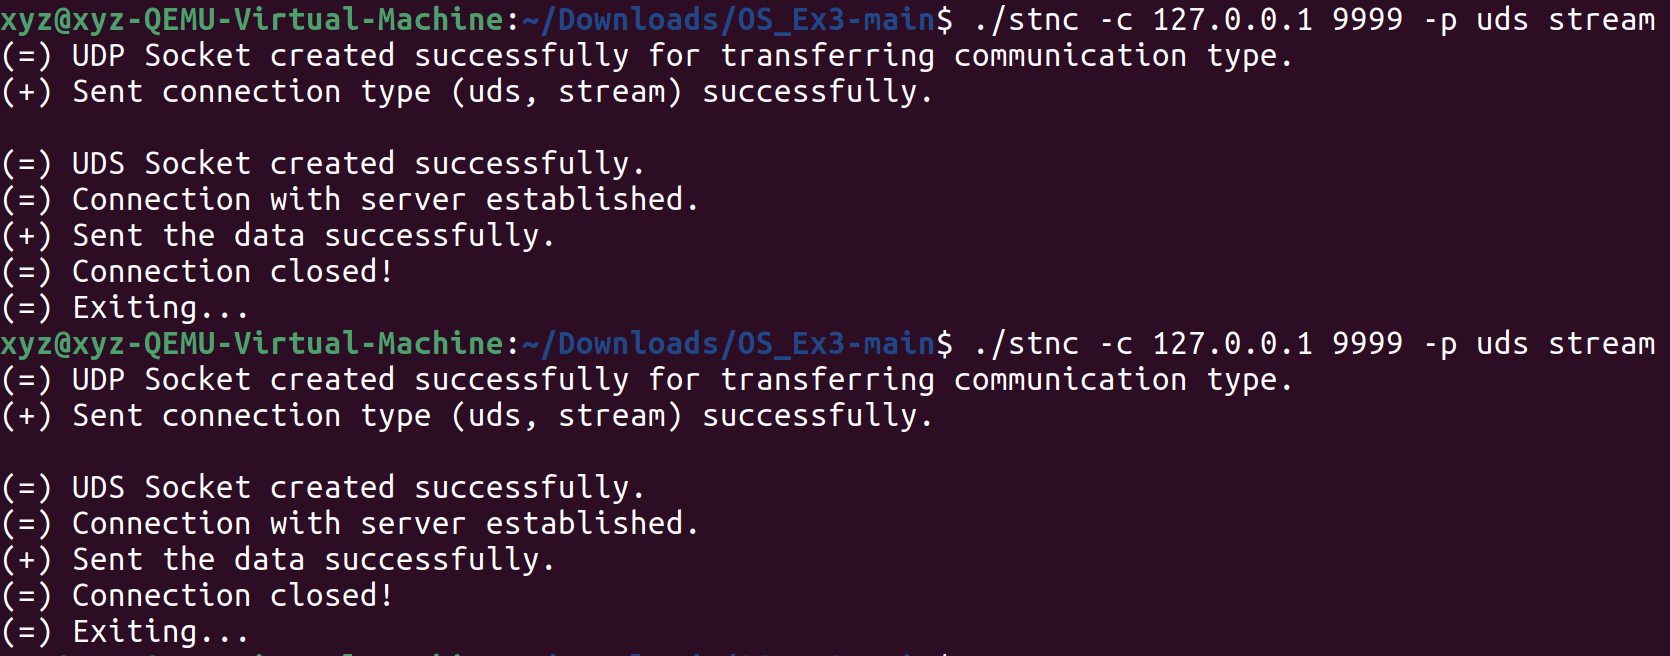 xyz@xyz-QEMU-Virtual-Machine:~/Downloads/OS_Ex3-main$ ./stnc -c 127.0.0.1 9999 -p uds stream
(=) UDP Socket created successfully for transferring communication type.
(+) Sent connection type (uds, stream) successfully.

(=) UDS Socket created successfully.
(=) Connection with server established.
(+) Sent the data successfully.
(=) Connection closed!
(=) Exiting...
xyz@xyz-QEMU-Virtual-Machine:~/Downloads/OS_Ex3-main$ ./stnc -c 127.0.0.1 9999 -p uds stream
(=) UDP Socket created successfully for transferring communication type.
(+) Sent connection type (uds, stream) successfully.

(=) UDS Socket created successfully.
(=) Connection with server established.
(+) Sent the data successfully.
(=) Connection closed!
(=) Exiting...